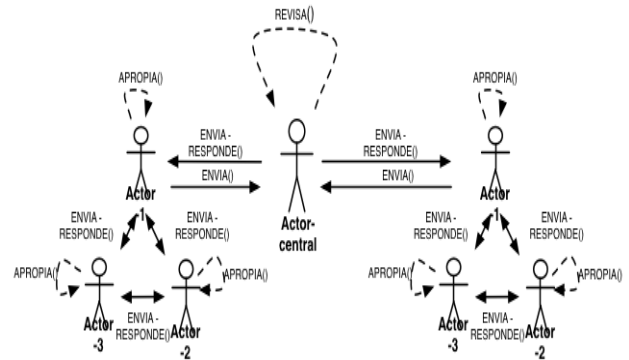 REVISA()
APROPIA()
APROPIA()
ENVIA -
RESPONDE()
ENVIA()
ENVIA -
RESPONDE()
ENVIA()
Actor
-1
Actor-
central
Actor
-1
ENVIA -
RESPONDE()
ENVIA -
RESPONDE()
ENVIA -
RESPONDE()
ENVIA -
RESPONDE()
APROPIA()
APROPIA()
APROPIA()
APROPIA()
Actor
-3
ENVIA -
RESPONDE()
Actor
-2
Actor
-3
ENVIA -
RESPONDE()
Actor
-2